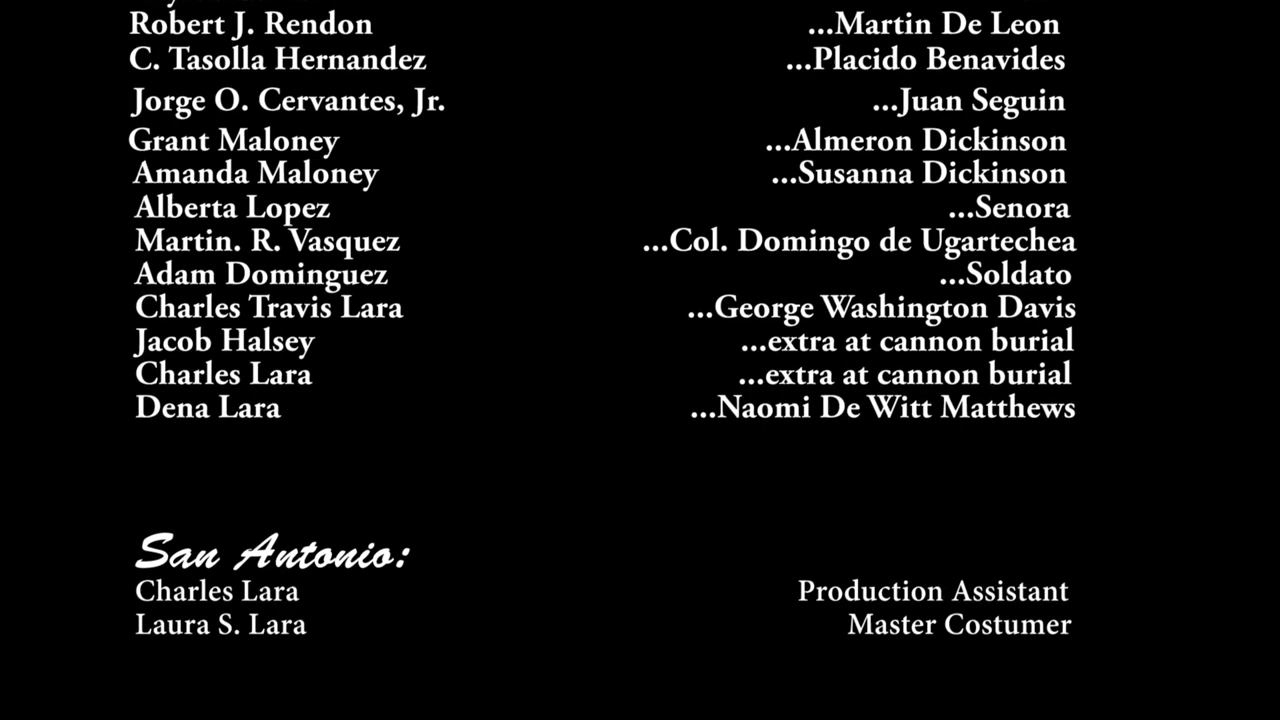 Robert J. Rendon ...Martin De Leon
C. Tasolla Hernandez ...Placido Benavides
Jorge O. Cervantes, Jr. ...Juan Seguin
Grant Maloney ...Almeron Dickinson
Amanda Maloney ...Susanna Dickinson
Alberta Lopez ...Senora
Martin. R. Vasquez ...Col. Domingo de Ugartechea
Adam Dominguez ...Soldato
Charles Travis Lara ...George Washington Davis
Jacob Halsey ...extra at cannon burial
Charles Lara ...extra at cannon burial
Dena Lara ...Naomi De Witt Matthews
San Antonio:
Charles Lara Production Assistant
Laura S. Lara Master Costumer